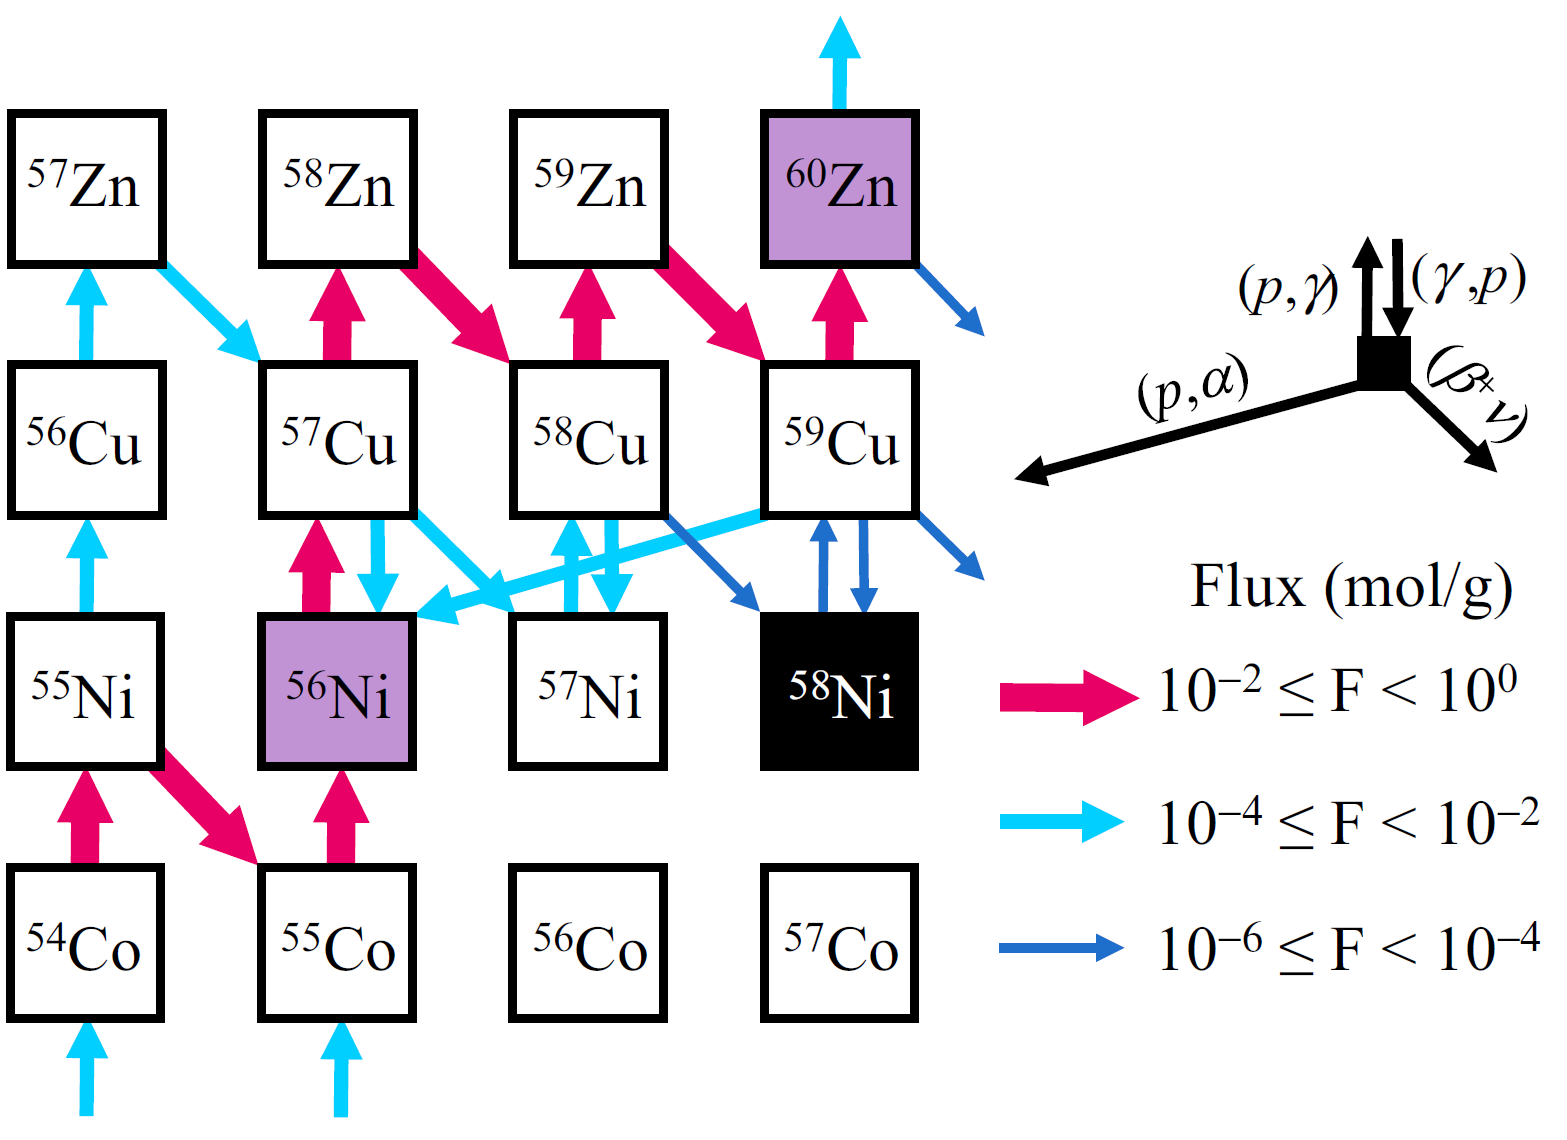 ⁵⁷Zn ⁵⁸Zn ⁵⁹Zn ⁶⁰Zn
(p,γ) (γ,p)
(p,α) (β⁺ν)
⁵⁶Cu ⁵⁷Cu ⁵⁸Cu ⁵⁹Cu
Flux (mol/g)
⁵⁵Ni ⁵⁶Ni ⁵⁷Ni ⁵⁸Ni
10⁻² ≤ F < 10⁰
10⁻⁴ ≤ F < 10⁻²
⁵⁴Co ⁵⁵Co ⁵⁶Co ⁵⁷Co
10⁻⁶ ≤ F < 10⁻⁴